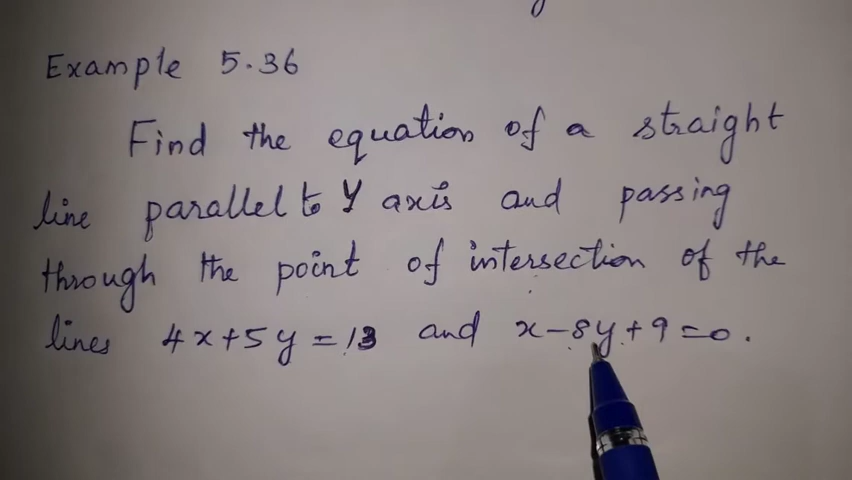 Example 5.36
Find the equation of a straight
line parallel to Y axis and passing
through the point of intersection of the
lines 4x+5y=13 and x-8y+9=0.